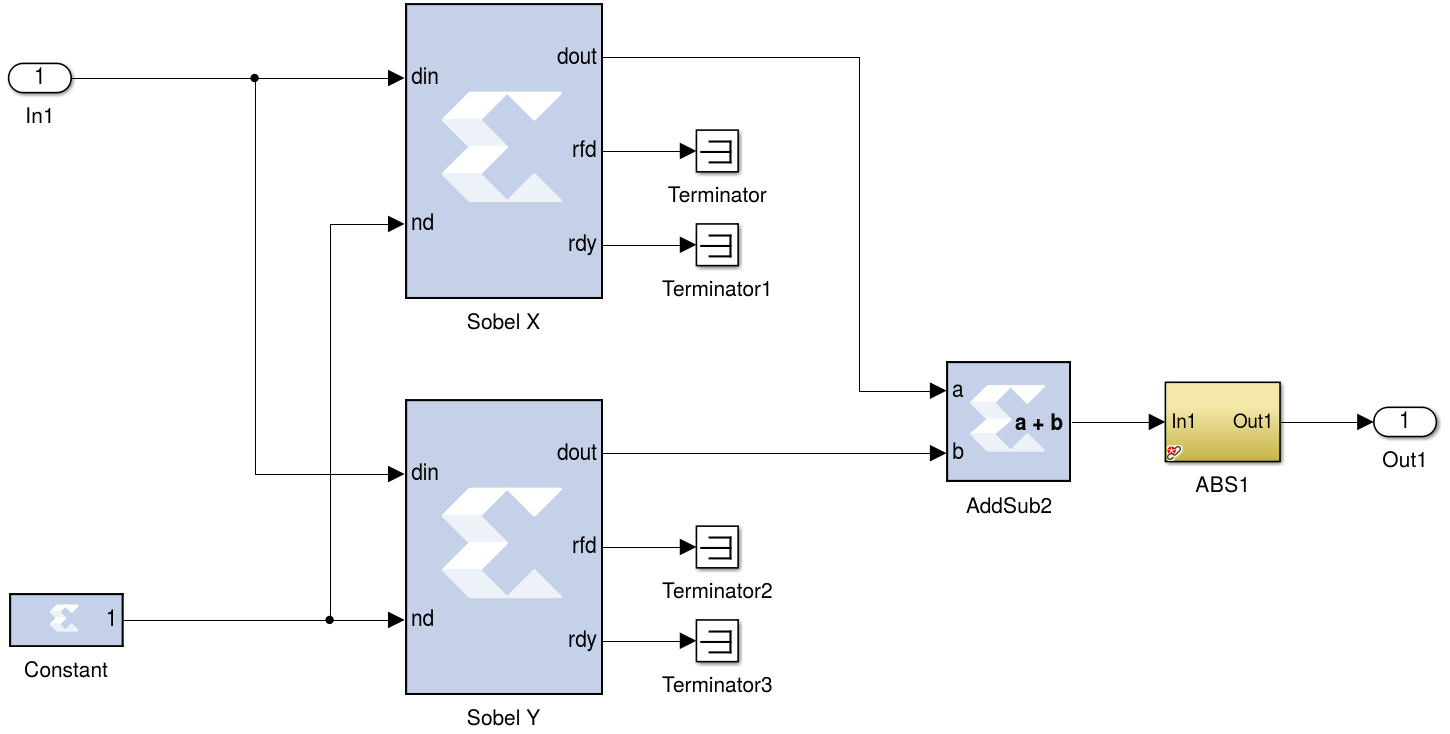 1
In1
din
nd
dout
rfd
rdy
Sobel X
Terminator
Terminator1
din
nd
dout
rfd
rdy
Sobel Y
Terminator2
Terminator3
1
Constant
a
b
a + b
AddSub2
In1
Out1
ABS1
1
Out1